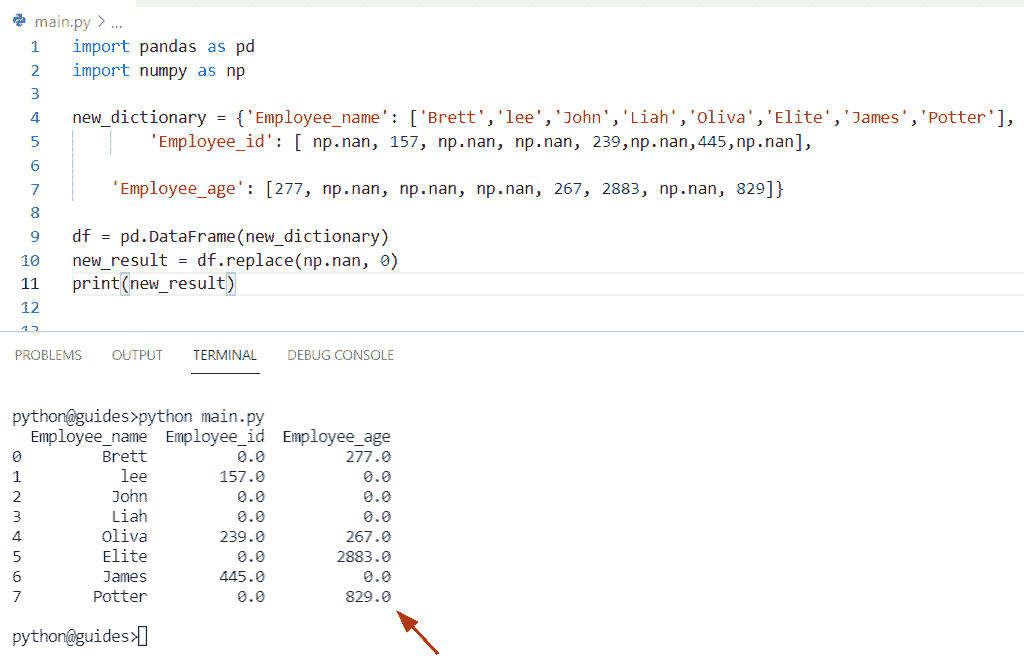 main.py > ...
1 import pandas as pd
2 import numpy as np
3
4 new_dictionary = {'Employee_name': ['Brett','lee','John','Liah','Oliva','Elite','James','Potter'],
5 'Employee_id': [ np.nan, 157, np.nan, np.nan, 239,np.nan,445,np.nan],
6
7 'Employee_age': [277, np.nan, np.nan, np.nan, 267, 2883, np.nan, 829]}
8
9 df = pd.DataFrame(new_dictionary)
10 new_result = df.replace(np.nan, 0)
11 print(new_result)
12
PROBLEMS OUTPUT TERMINAL DEBUG CONSOLE
python@guides>python main.py
Employee_name Employee_id Employee_age
0 Brett 0.0 277.0
1 lee 157.0 0.0
2 John 0.0 0.0
3 Liah 0.0 0.0
4 Oliva 239.0 267.0
5 Elite 0.0 2883.0
6 James 445.0 0.0
7 Potter 0.0 829.0
python@guides>